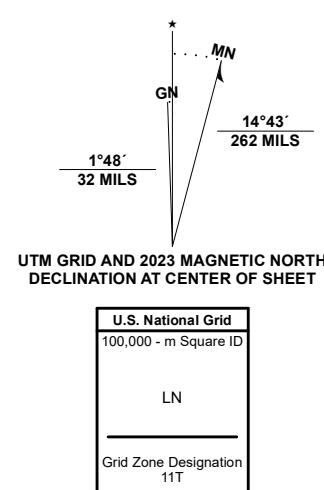 ★
MN
GN
14°43´
262 MILS
1°48´
32 MILS
UTM GRID AND 2023 MAGNETIC NORTH
DECLINATION AT CENTER OF SHEET
U.S. National Grid
100,000 - m Square ID
LN
Grid Zone Designation
11T